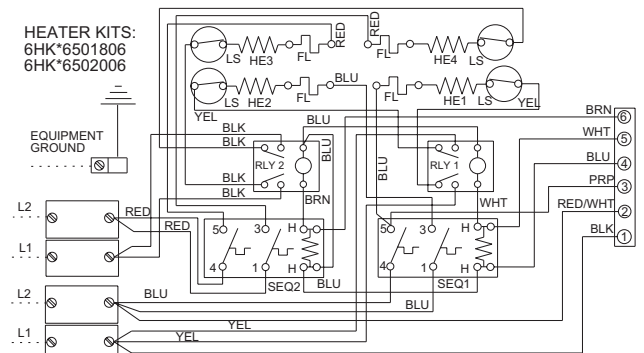 HEATER KITS:
6HK*6501806
6HK*6502006
EQUIPMENT
GROUND
LS HE3 FL RED RED FL HE4 LS
LS HE2 FL BLU FL HE1 LS
YEL YEL
BLK
BLK
BLK
BLK
RLY 2
BLU
BLU
BRN
BLU
RLY 1
WHT
BRN 6
WHT 5
BLU 4
PRP 3
RED/WHT 2
BLK 1
L2
L1
RED
RED
5 3 H
4 1 H
SEQ2
BLU
5 3 H
4 1 H
SEQ1
L2
L1
BLU
BLU
YEL
YEL